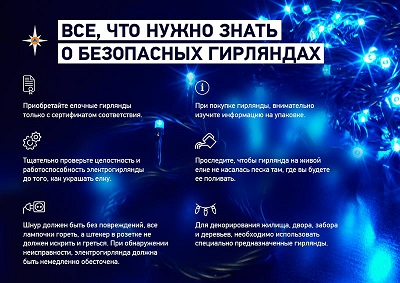 ВСЕ, ЧТО НУЖНО ЗНАТЬ
О БЕЗОПАСНЫХ ГИРЛЯНДАХ
Приобретайте елочные гирлянды
только с сертификатом соответствия.
При покупке гирлянды, внимательно
изучите информацию на упаковке.
Тщательно проверьте целостность и
работоспособность электрогирлянды
до того, как украшать елку.
Проследите, чтобы гирлянда на живой
елке не касалась песка там, где вы будете
ее поливать.
Шнур должен быть без повреждений, все
лампочки гореть, а штекер в розетке не
должен искрить и греться. При обнаружении
неисправности, электрогирлянда должна
быть немедленно обесточена.
Для декорирования жилища, двора, забора
и деревьев, необходимо использовать
специально предназначенные гирлянды.